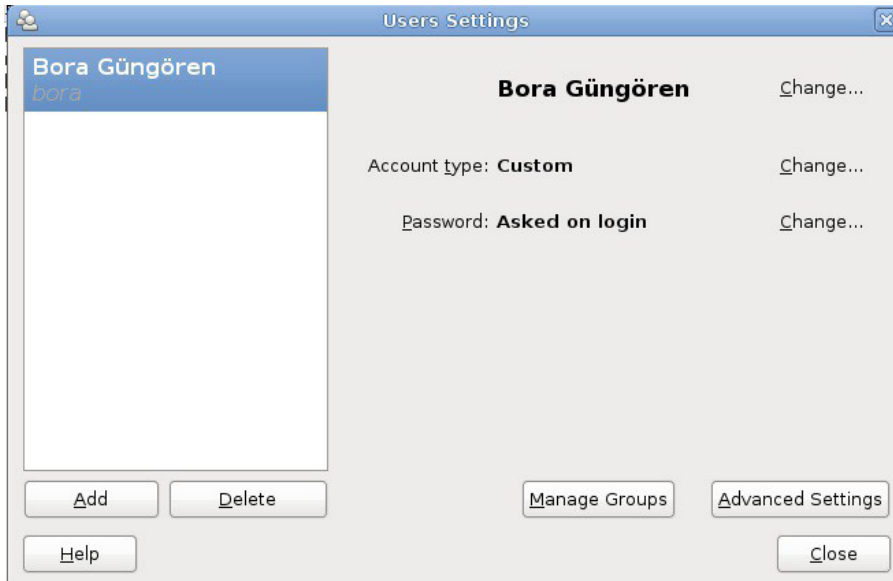 Users Settings
Bora Güngören
bora
Bora Güngören
Change...
Account type: Custom
Change...
Password: Asked on login
Change...
Add
Delete
Manage Groups
Advanced Settings
Help
Close